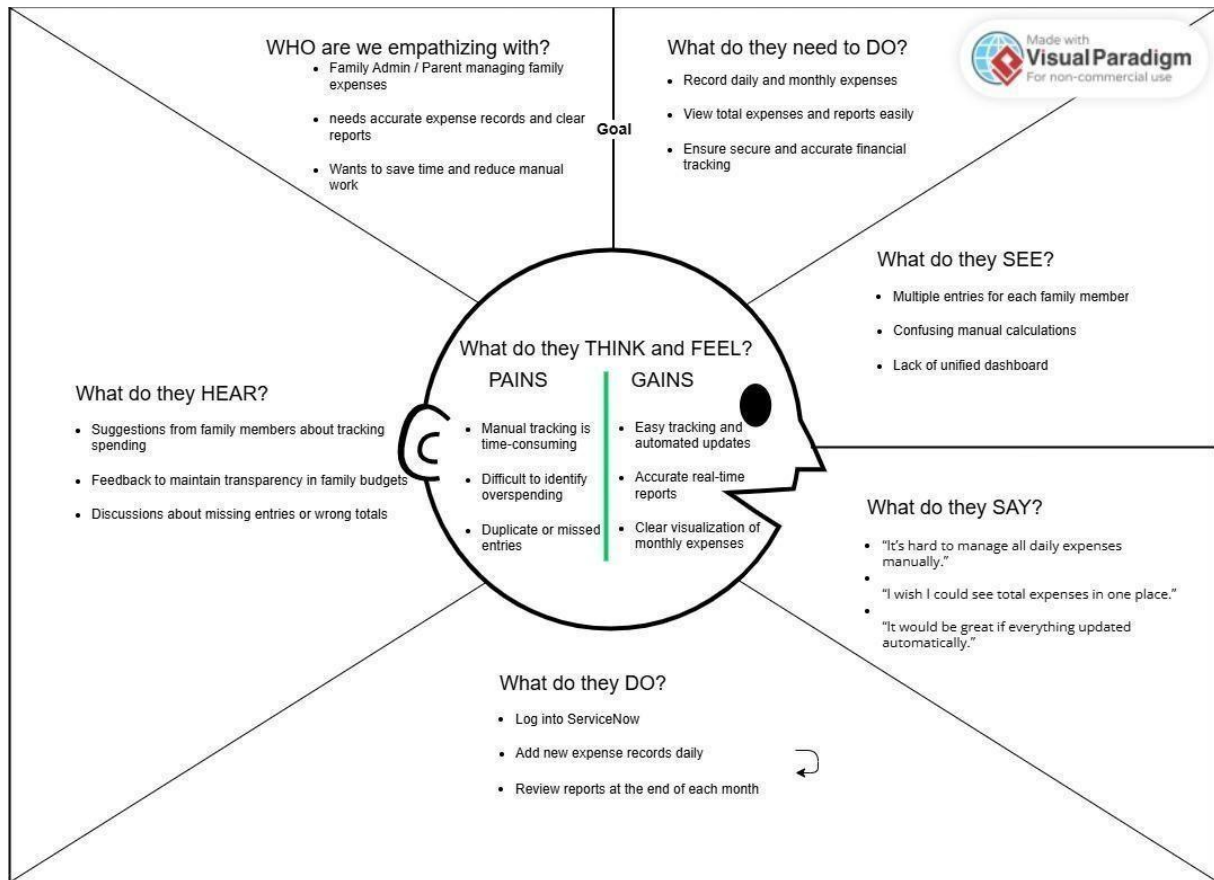 WHO are we empathizing with?
• Family Admin / Parent managing family
expenses
• needs accurate expense records and clear
reports
• Wants to save time and reduce manual
work
Goal
What do they need to DO?
• Record daily and monthly expenses
• View total expenses and reports easily
• Ensure secure and accurate financial
tracking
Made with
Visual Paradigm
For non-commercial use
What do they SEE?
• Multiple entries for each family member
• Confusing manual calculations
• Lack of unified dashboard
What do they THINK and FEEL?
PAINS
• Manual tracking is
time-consuming
• Difficult to identify
overspending
• Duplicate or missed
entries
GAINS
• Easy tracking and
automated updates
• Accurate real-time
reports
• Clear visualization of
monthly expenses
What do they HEAR?
• Suggestions from family members about tracking
spending
• Feedback to maintain transparency in family budgets
• Discussions about missing entries or wrong totals
What do they SAY?
• “It’s hard to manage all daily expenses
manually.”
•
“I wish I could see total expenses in one place.”
•
“It would be great if everything updated
automatically.”
What do they DO?
• Log into ServiceNow
• Add new expense records daily
• Review reports at the end of each month